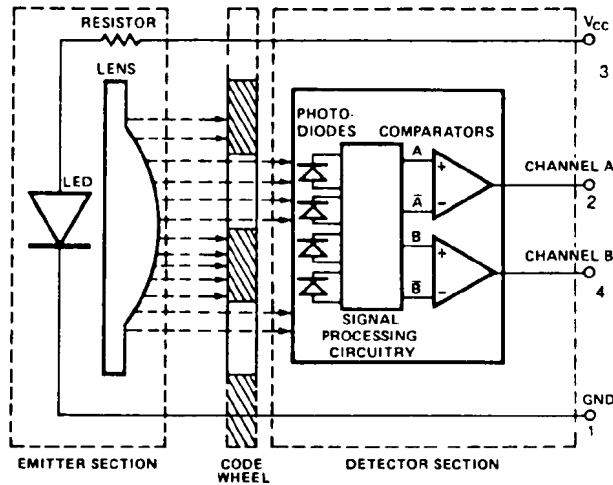 RESISTOR
VCC
3
LENS
PHOTO-
DIODES
COMPARATORS
A
+
CHANNEL A
2
LED
Ā
–
B
+
CHANNEL B
4
B̄
–
SIGNAL
PROCESSING
CIRCUITRY
GND
1
EMITTER SECTION
CODE
WHEEL
DETECTOR SECTION